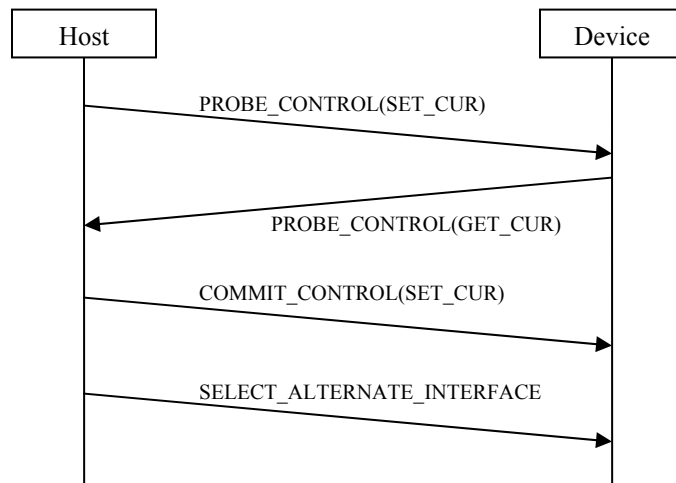 Host
Device
PROBE_CONTROL(SET_CUR)
PROBE_CONTROL(GET_CUR)
COMMIT_CONTROL(SET_CUR)
SELECT_ALTERNATE_INTERFACE